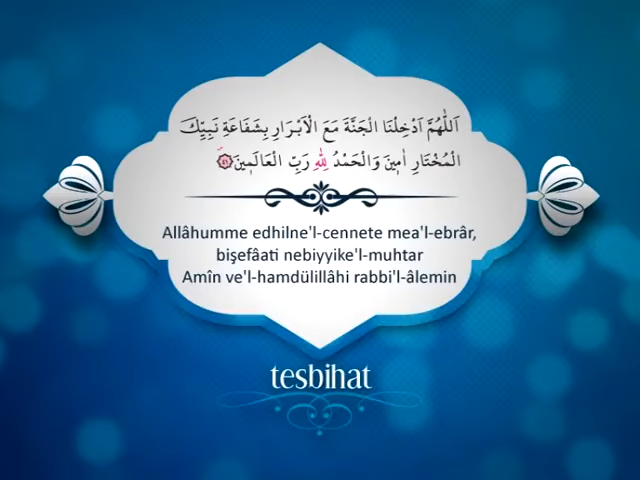 اَللّٰهُمَّ اَدْخِلْنَا الْجَنَّةَ مَعَ الْاَبْرَارِ بِشَفَاعَةِ نَبِيِّكَ
الْمُخْتَارِ اٰمٖينَ وَالْحَمْدُ لِلّٰهِ رَبِّ الْعَالَمٖينَ
Allâhumme edhilne'l-cennete mea'l-ebrâr,
bişefâati nebiyyike'l-muhtar
Amîn ve'l-hamdülillâhi rabbi'l-âlemin
tesbihat